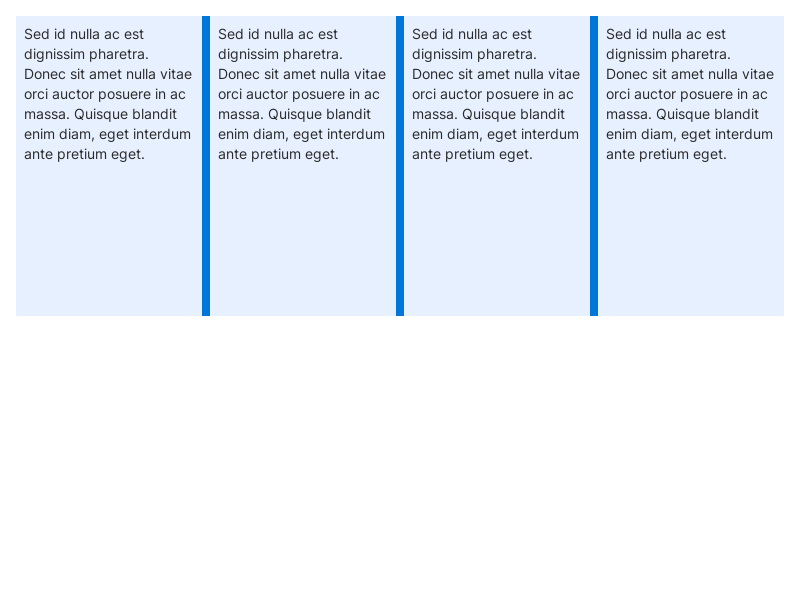 Sed id nulla ac est
dignissim pharetra.
Donec sit amet nulla vitae
orci auctor posuere in ac
massa. Quisque blandit
enim diam, eget interdum
ante pretium eget.
Sed id nulla ac est
dignissim pharetra.
Donec sit amet nulla vitae
orci auctor posuere in ac
massa. Quisque blandit
enim diam, eget interdum
ante pretium eget.
Sed id nulla ac est
dignissim pharetra.
Donec sit amet nulla vitae
orci auctor posuere in ac
massa. Quisque blandit
enim diam, eget interdum
ante pretium eget.
Sed id nulla ac est
dignissim pharetra.
Donec sit amet nulla vitae
orci auctor posuere in ac
massa. Quisque blandit
enim diam, eget interdum
ante pretium eget.